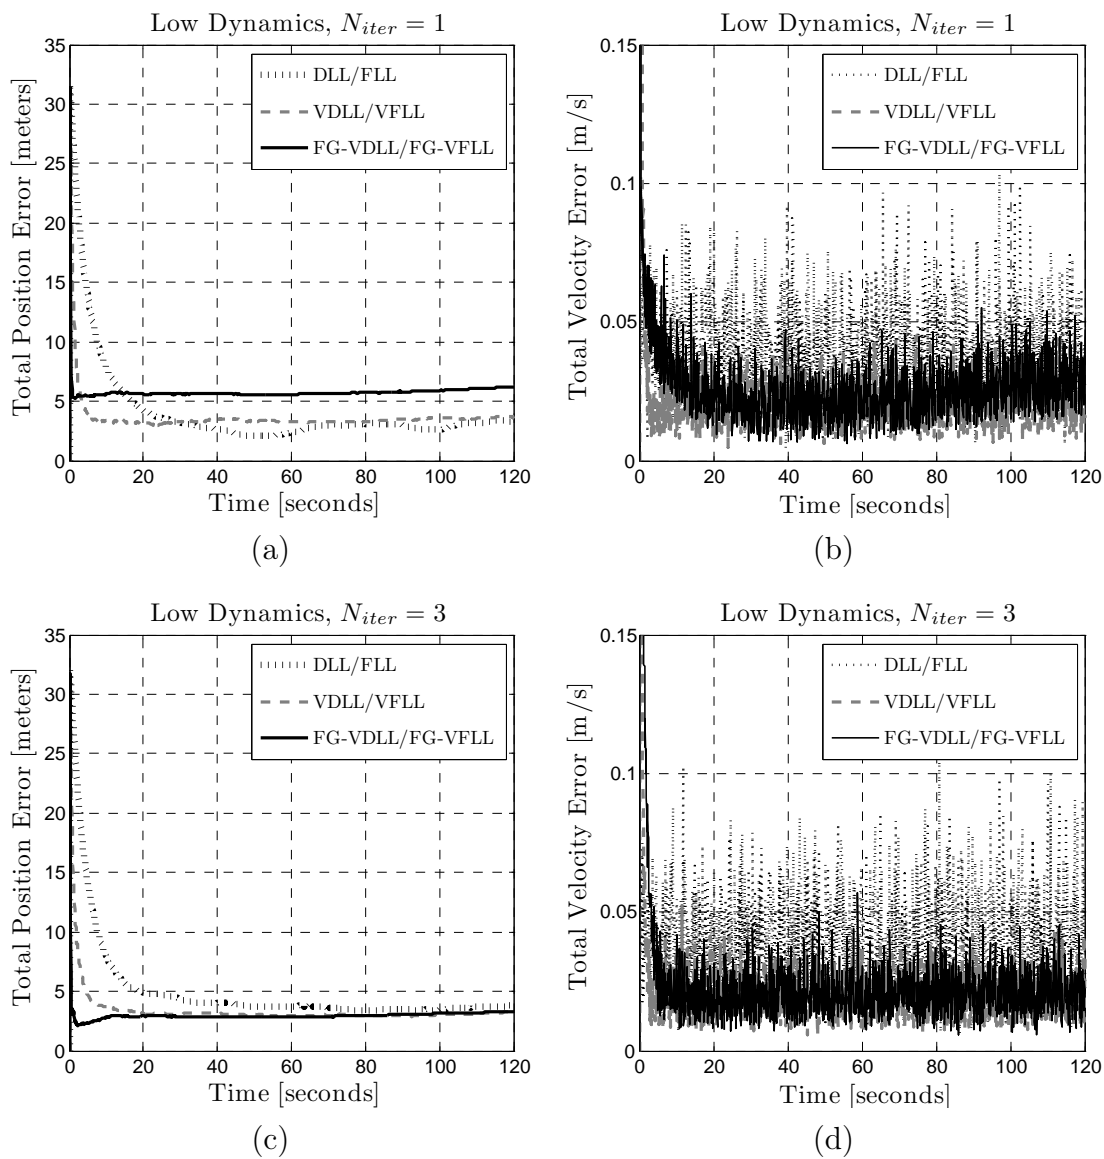 Low Dynamics, N_iter = 1
35
30
25
20
15
10
5
0
Total Position Error [meters]
DLL/FLL
VDLL/VFLL
FG-VDLL/FG-VFLL
0 20 40 60 80 100 120
Time [seconds]
(a)
Low Dynamics, N_iter = 1
0.15
0.1
0.05
0
Total Velocity Error [m/s]
DLL/FLL
VDLL/VFLL
FG-VDLL/FG-VFLL
0 20 40 60 80 100 120
Time [seconds]
(b)
Low Dynamics, N_iter = 3
35
30
25
20
15
10
5
0
Total Position Error [meters]
DLL/FLL
VDLL/VFLL
FG-VDLL/FG-VFLL
0 20 40 60 80 100 120
Time [seconds]
(c)
Low Dynamics, N_iter = 3
0.15
0.1
0.05
0
Total Velocity Error [m/s]
DLL/FLL
VDLL/VFLL
FG-VDLL/FG-VFLL
0 20 40 60 80 100 120
Time [seconds]
(d)